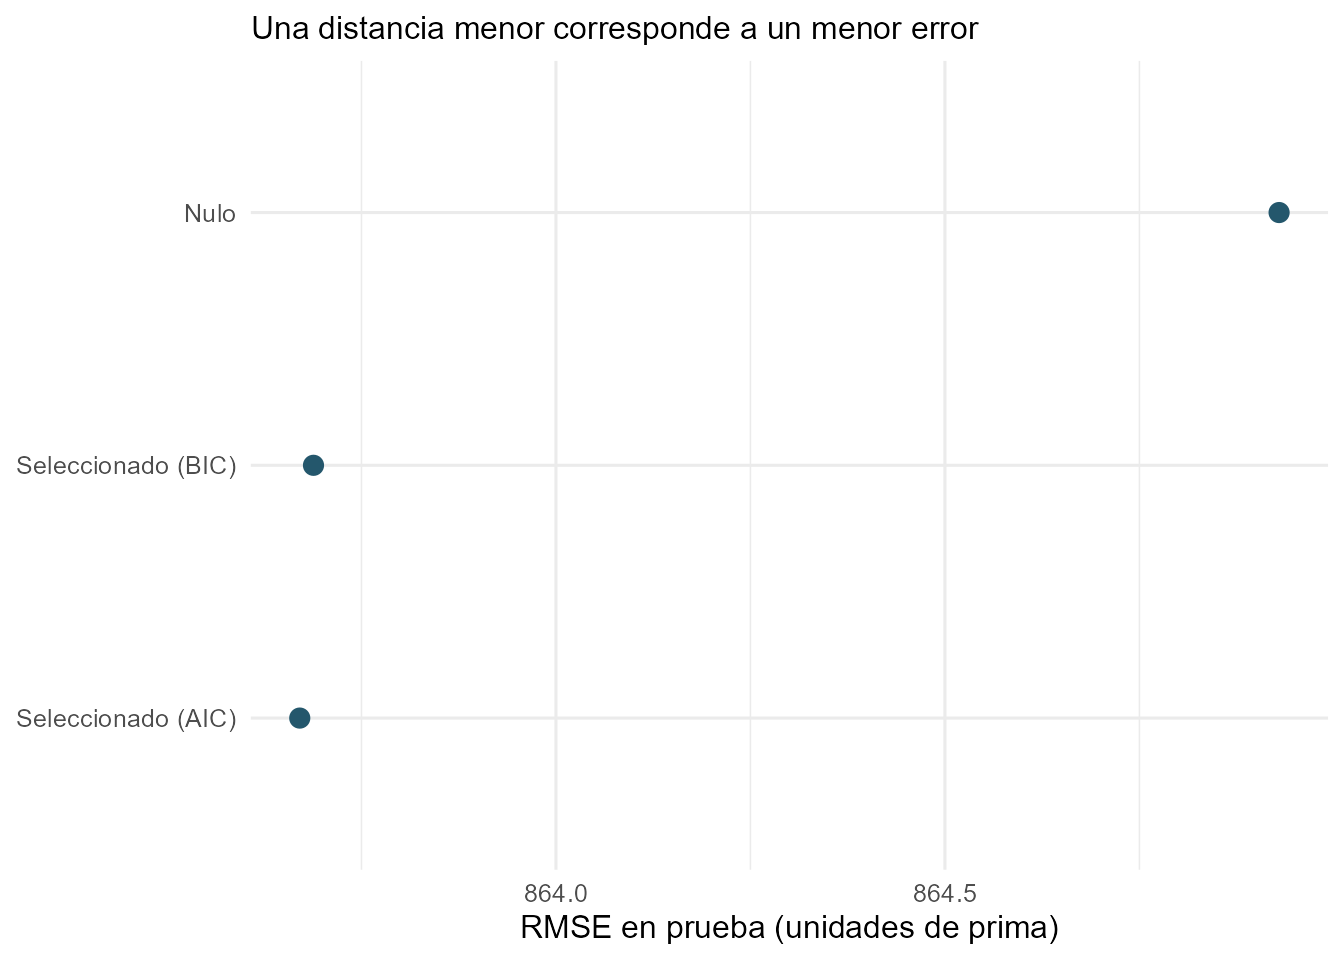 Una distancia menor corresponde a un menor error
Nulo
Seleccionado (BIC)
Seleccionado (AIC)
864.0
864.5
RMSE en prueba (unidades de prima)